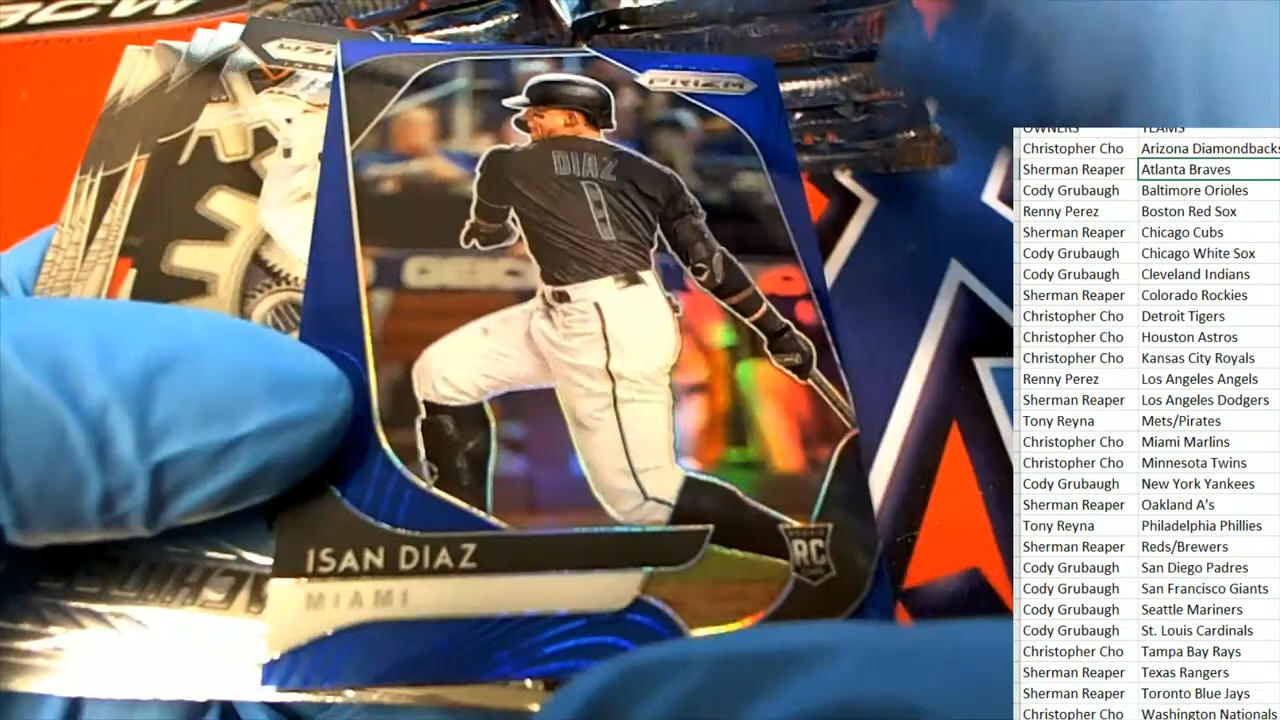 PRIZM
DIAZ
1
ISAN DIAZ
MIAMI
RC
OWNERS TEAMS
Christopher Cho Arizona Diamondbacks
Sherman Reaper Atlanta Braves
Cody Grubaugh Baltimore Orioles
Renny Perez Boston Red Sox
Sherman Reaper Chicago Cubs
Cody Grubaugh Chicago White Sox
Cody Grubaugh Cleveland Indians
Sherman Reaper Colorado Rockies
Christopher Cho Detroit Tigers
Christopher Cho Houston Astros
Christopher Cho Kansas City Royals
Renny Perez Los Angeles Angels
Sherman Reaper Los Angeles Dodgers
Tony Reyna Mets/Pirates
Christopher Cho Miami Marlins
Christopher Cho Minnesota Twins
Cody Grubaugh New York Yankees
Sherman Reaper Oakland A's
Tony Reyna Philadelphia Phillies
Sherman Reaper Reds/Brewers
Cody Grubaugh San Diego Padres
Cody Grubaugh San Francisco Giants
Cody Grubaugh Seattle Mariners
Cody Grubaugh St. Louis Cardinals
Christopher Cho Tampa Bay Rays
Sherman Reaper Texas Rangers
Sherman Reaper Toronto Blue Jays
Christopher Cho Washington Nationals